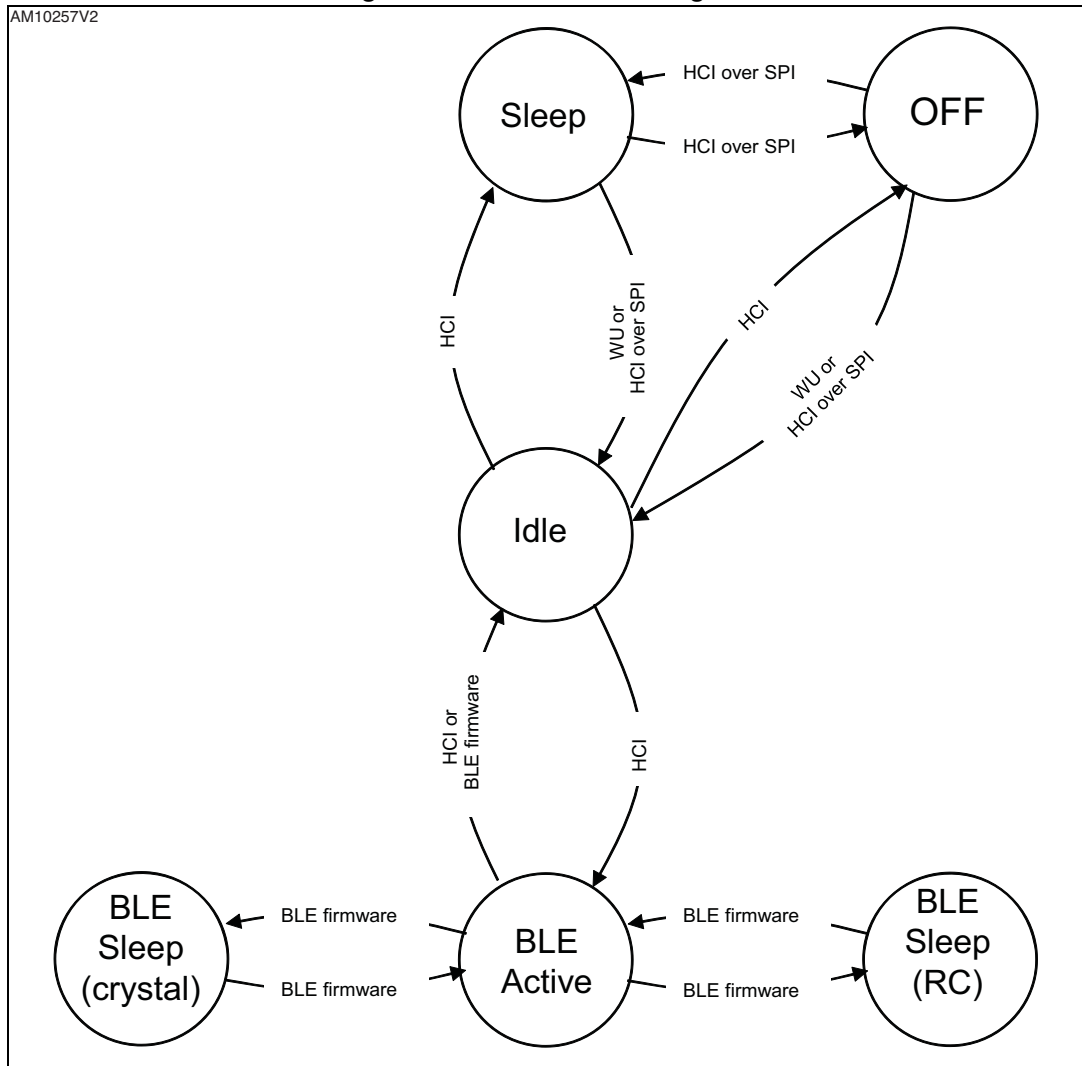 AM10257V2
HCI over SPI
Sleep
OFF
HCI over SPI
HCI
WU or
HCI over SPI
HCI
WU or
HCI over SPI
Idle
HCI or
BLE firmware
HCI
BLE
Sleep
(crystal)
BLE firmware
BLE firmware
BLE
Active
BLE firmware
BLE firmware
BLE
Sleep
(RC)